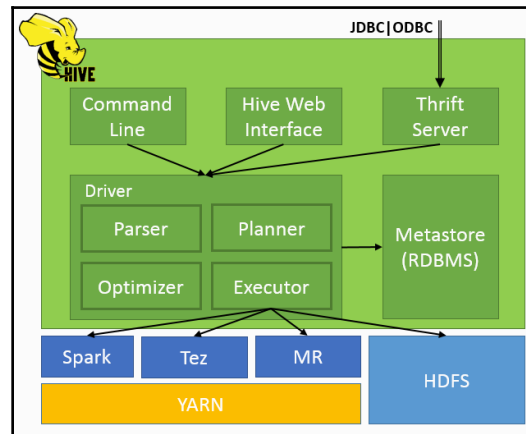 JDBC|ODBC
HIVE
Command
Line
Hive Web
Interface
Thrift
Server
Driver
Parser
Planner
Optimizer
Executor
Metastore
(RDBMS)
Spark
Tez
MR
HDFS
YARN